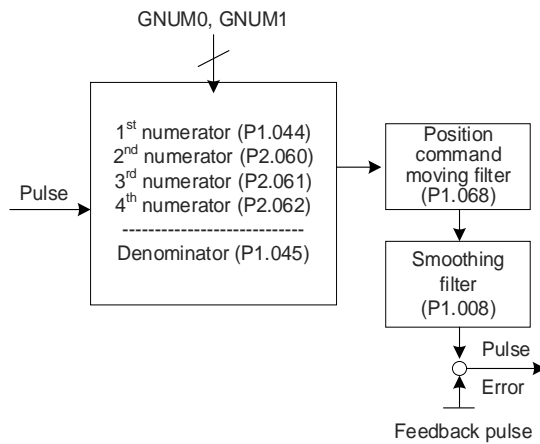 GNUM0, GNUM1
1st numerator (P1.044)
2nd numerator (P2.060)
3rd numerator (P2.061)
4th numerator (P2.062)
---------------------------
Denominator (P1.045)
Pulse
Position
command
moving filter
(P1.068)
Smoothing
filter
(P1.008)
Pulse
Error
Feedback pulse